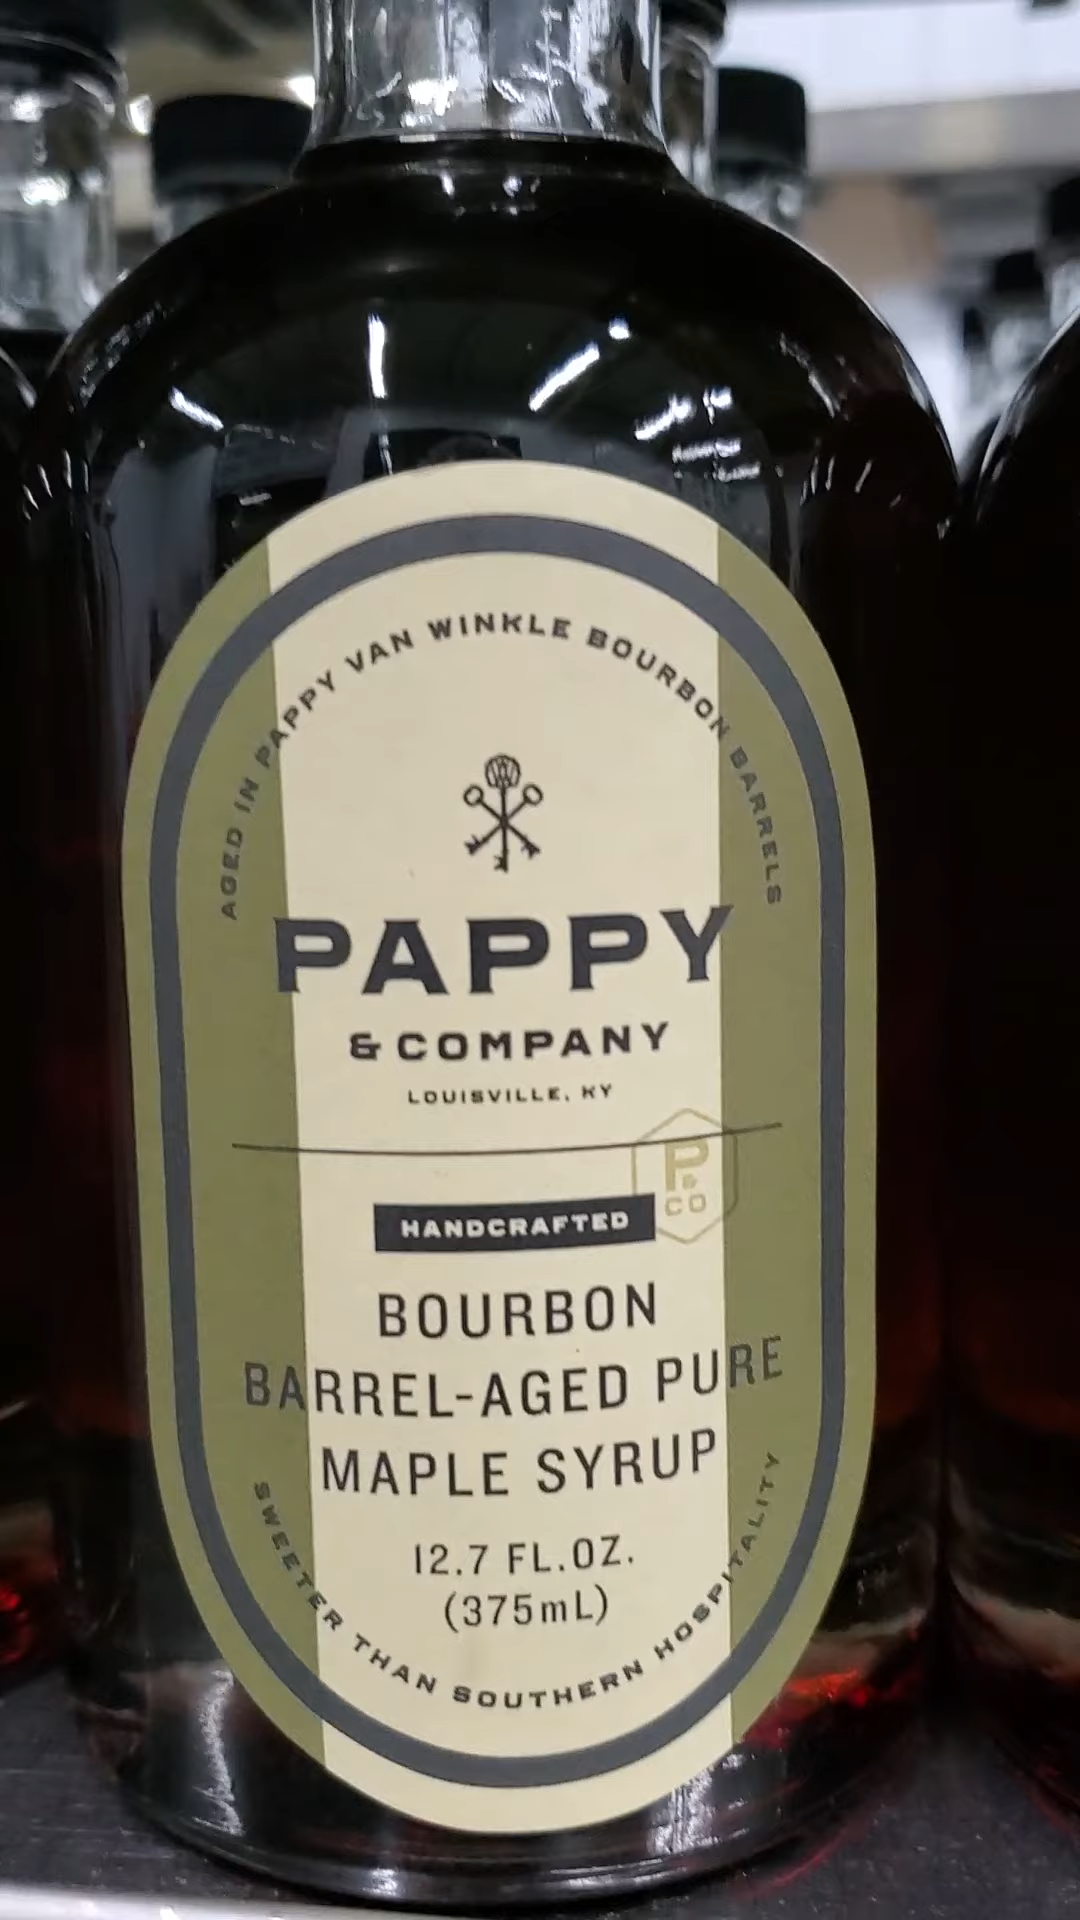 AGED IN PAPPY VAN WINKLE BOURBON BARRELS
PAPPY
& COMPANY
LOUISVILLE, KY
P&CO
HANDCRAFTED
BOURBON
BARREL-AGED PURE
MAPLE SYRUP
12.7 FL.OZ.
(375mL)
SWEETER THAN SOUTHERN HOSPITALITY